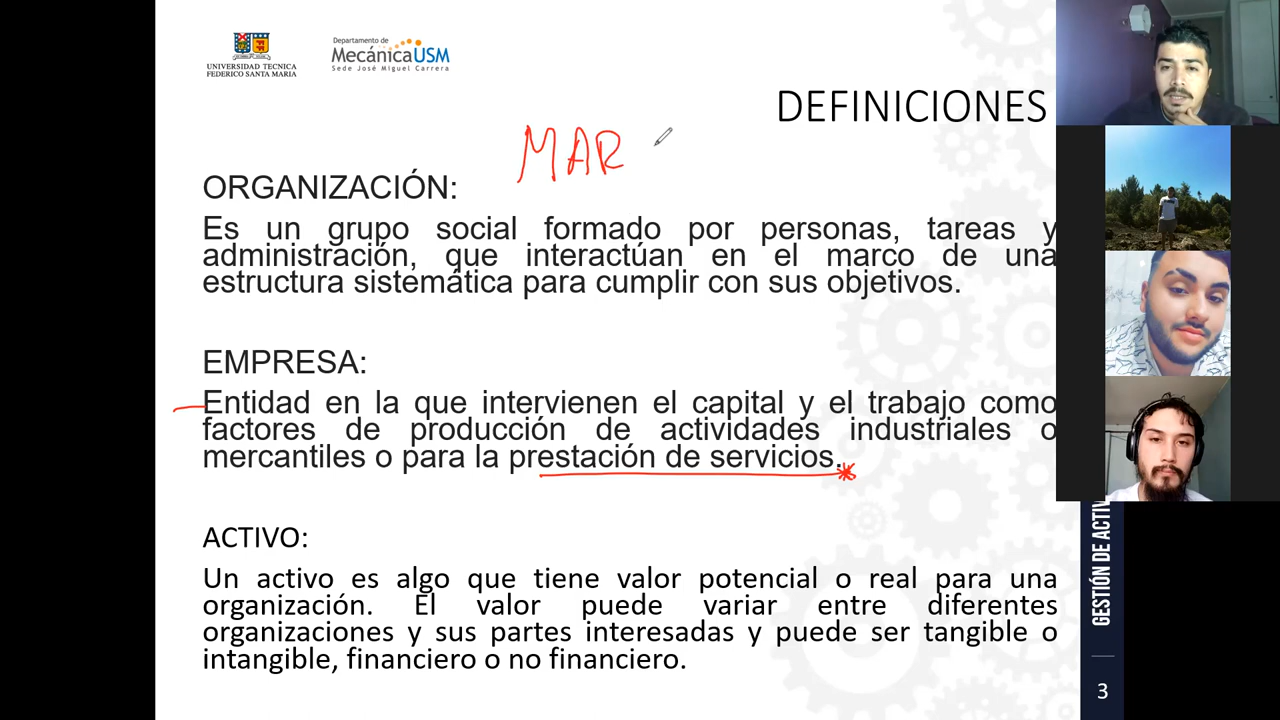 UNIVERSIDAD TECNICA
FEDERICO SANTA MARIA
Departamento de
MecánicaUSM
Sede José Miguel Carrera
DEFINICIONES
MAR
ORGANIZACIÓN:
Es un grupo social formado por personas, tareas y
administración, que interactúan en el marco de una
estructura sistemática para cumplir con sus objetivos.
EMPRESA:
Entidad en la que intervienen el capital y el trabajo como
factores de producción de actividades industriales o
mercantiles o para la prestación de servicios.
ACTIVO:
Un activo es algo que tiene valor potencial o real para una
organización. El valor puede variar entre diferentes
organizaciones y sus partes interesadas y puede ser tangible o
intangible, financiero o no financiero.
GESTIÓN DE ACTIV
3